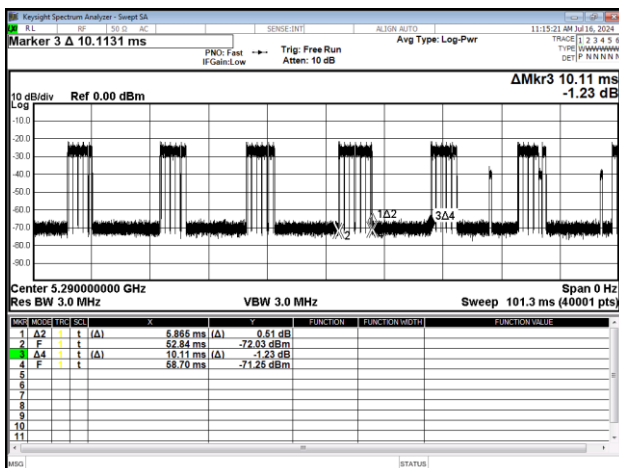 Keysight Spectrum Analyzer - Swept SA
RL RF 50 Ω AC SENSE:INT ALIGN AUTO 11:15:21 AM Jul 16, 2024
Marker 3 Δ 10.1131 ms
PNO: Fast Trig: Free Run Avg Type: Log-Pwr TRACE 1 2 3 4 5 6
IFGain:Low Atten: 10 dB TYPE WWWWWW
DET P N N N N N
ΔMkr3 10.11 ms
10 dB/div Ref 0.00 dBm -1.23 dB
Log
-10.0
-20.0
-30.0
-40.0
-50.0
-60.0
1Δ2 3Δ4
-70.0
2
-80.0
-90.0
Center 5.290000000 GHz Span 0 Hz
Res BW 3.0 MHz VBW 3.0 MHz Sweep 101.3 ms (40001 pts)
MKR MODE TRC SCL X Y FUNCTION FUNCTION WIDTH FUNCTION VALUE
1 Δ2 1 t (Δ) 5.865 ms (Δ) 0.51 dB
2 F 1 t 52.84 ms -72.03 dBm
3 Δ4 1 t (Δ) 10.11 ms (Δ) -1.23 dB
4 F 1 t 58.70 ms -71.25 dBm
5
6
7
8
9
10
11
MSG STATUS